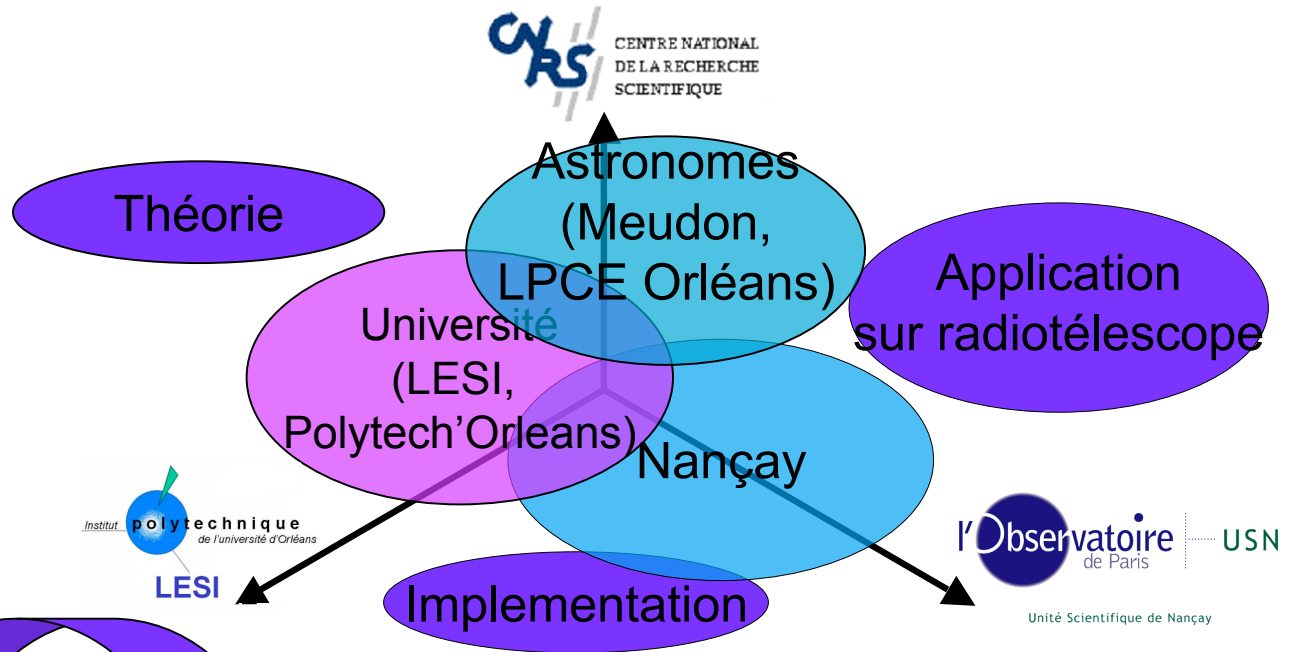 CNRS
CENTRE NATIONAL
DE LA RECHERCHE
SCIENTIFIQUE
Théorie
Astronomes
(Meudon,
LPCE Orléans)
Application
sur radiotélescope
Université
(LESI,
Polytech’Orleans)
Nançay
Institut polytechnique
de l'université d'Orléans
LESI
l'Observatoire
de Paris
USN
Unité Scientifique de Nançay
Implementation